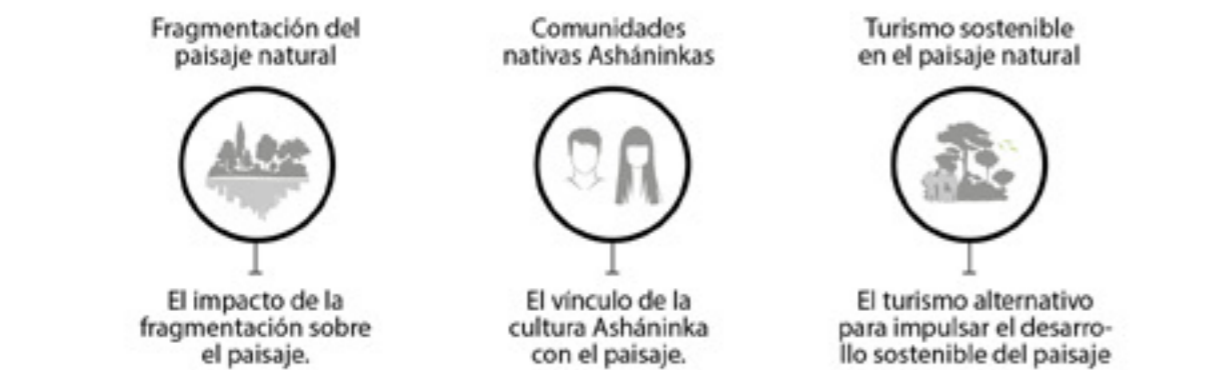 Fragmentación del
paisaje natural
El impacto de la
fragmentación sobre
el paisaje.
Comunidades
nativas Asháninkas
El vínculo de la
cultura Asháninka
con el paisaje.
Turismo sostenible
en el paisaje natural
El turismo alternativo
para impulsar el desarro-
llo sostenible del paisaje